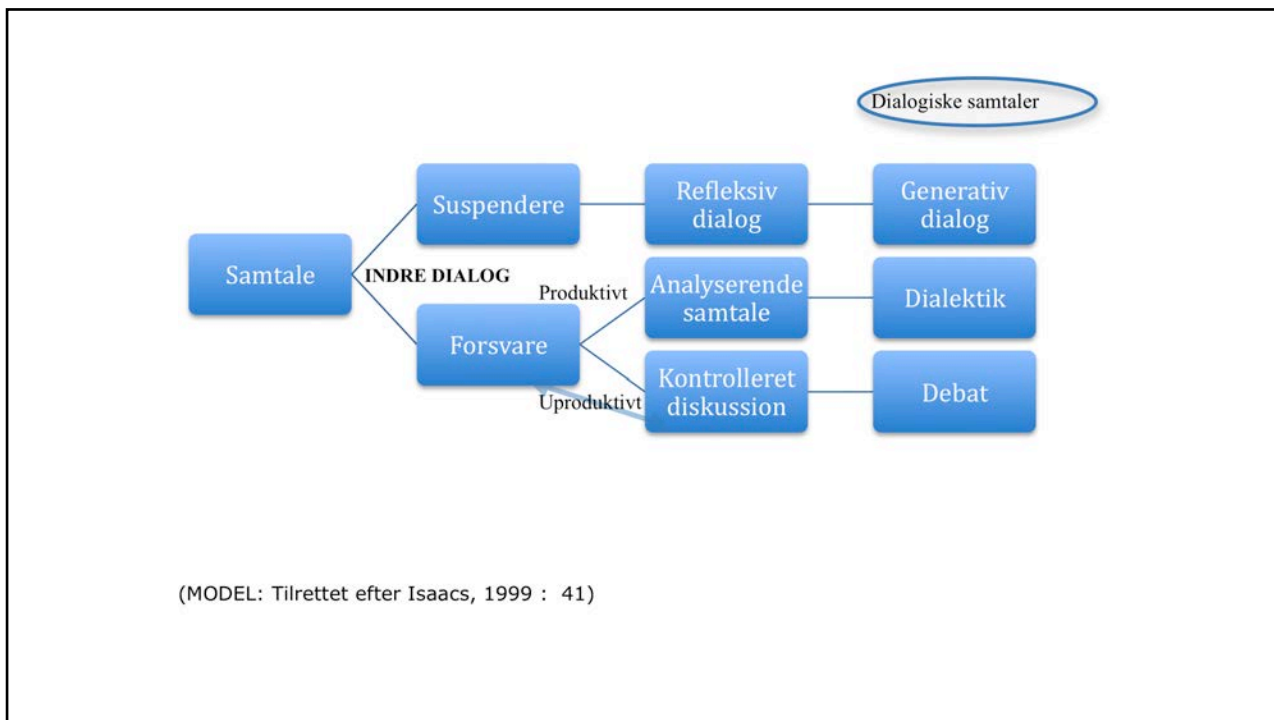 Dialogiske samtaler
Suspendere
Refleksiv
dialog
Generativ
dialog
Samtale
INDRE DIALOG
Produktivt
Analyserende
samtale
Dialektik
Forsvare
Uproduktivt
Kontrolleret
diskussion
Debat
(MODEL: Tilrettet efter Isaacs, 1999 : 41)